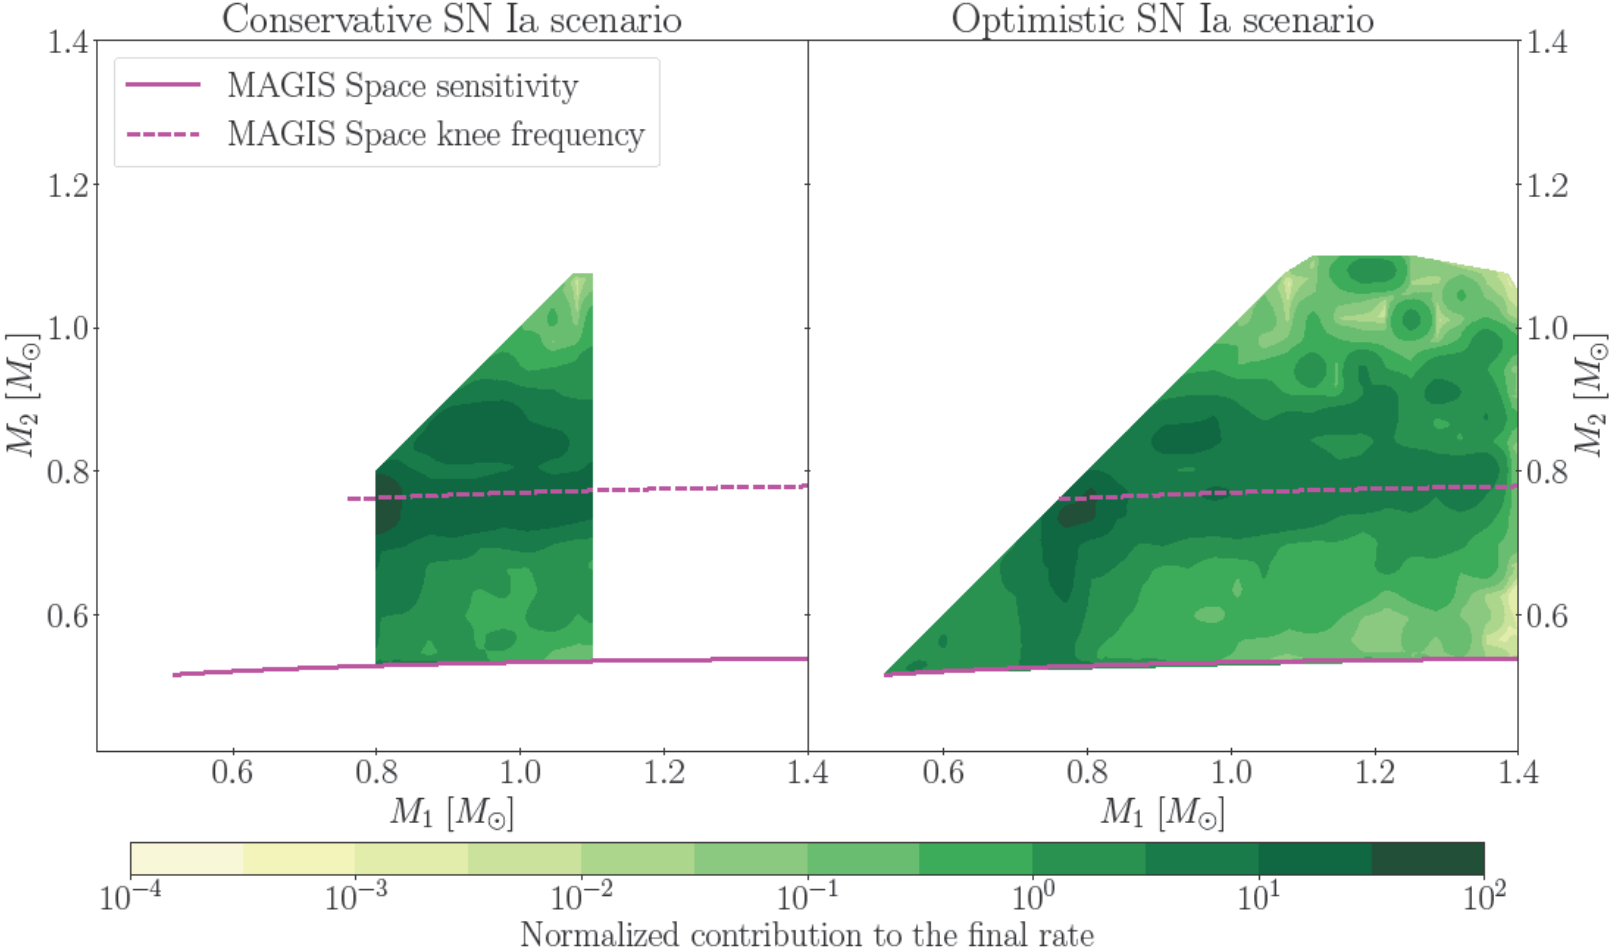 Conservative SN Ia scenario
Optimistic SN Ia scenario
MAGIS Space sensitivity
MAGIS Space knee frequency
1.4
1.2
1.0
0.8
0.6
M₂ [M⊙]
1.4
1.2
1.0
0.8
0.6
M₂ [M⊙]
0.6 0.8 1.0 1.2 1.4
0.6 0.8 1.0 1.2 1.4
M₁ [M⊙]
M₁ [M⊙]
10⁻⁴ 10⁻³ 10⁻² 10⁻¹ 10⁰ 10¹ 10²
Normalized contribution to the final rate